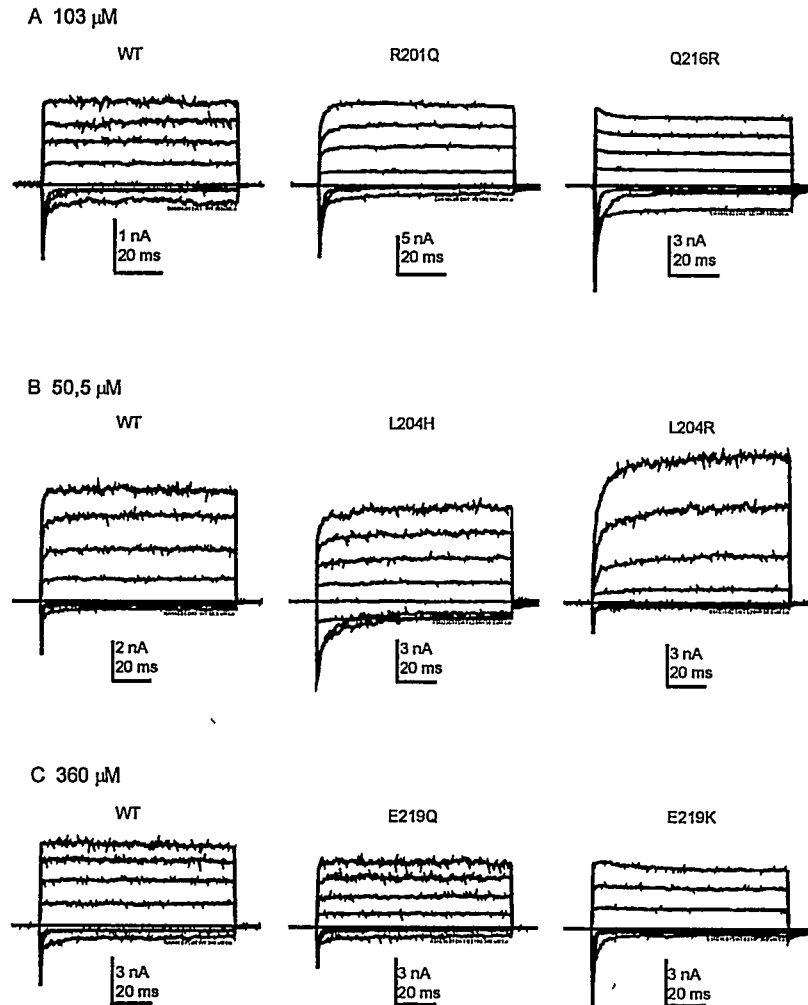 A 103 μM
WT
R201Q
Q216R
1 nA
20 ms
5 nA
20 ms
3 nA
20 ms
B 50,5 μM
WT
L204H
L204R
2 nA
20 ms
3 nA
20 ms
3 nA
20 ms
C 360 μM
WT
E219Q
E219K
3 nA
20 ms
3 nA
20 ms
3 nA
20 ms